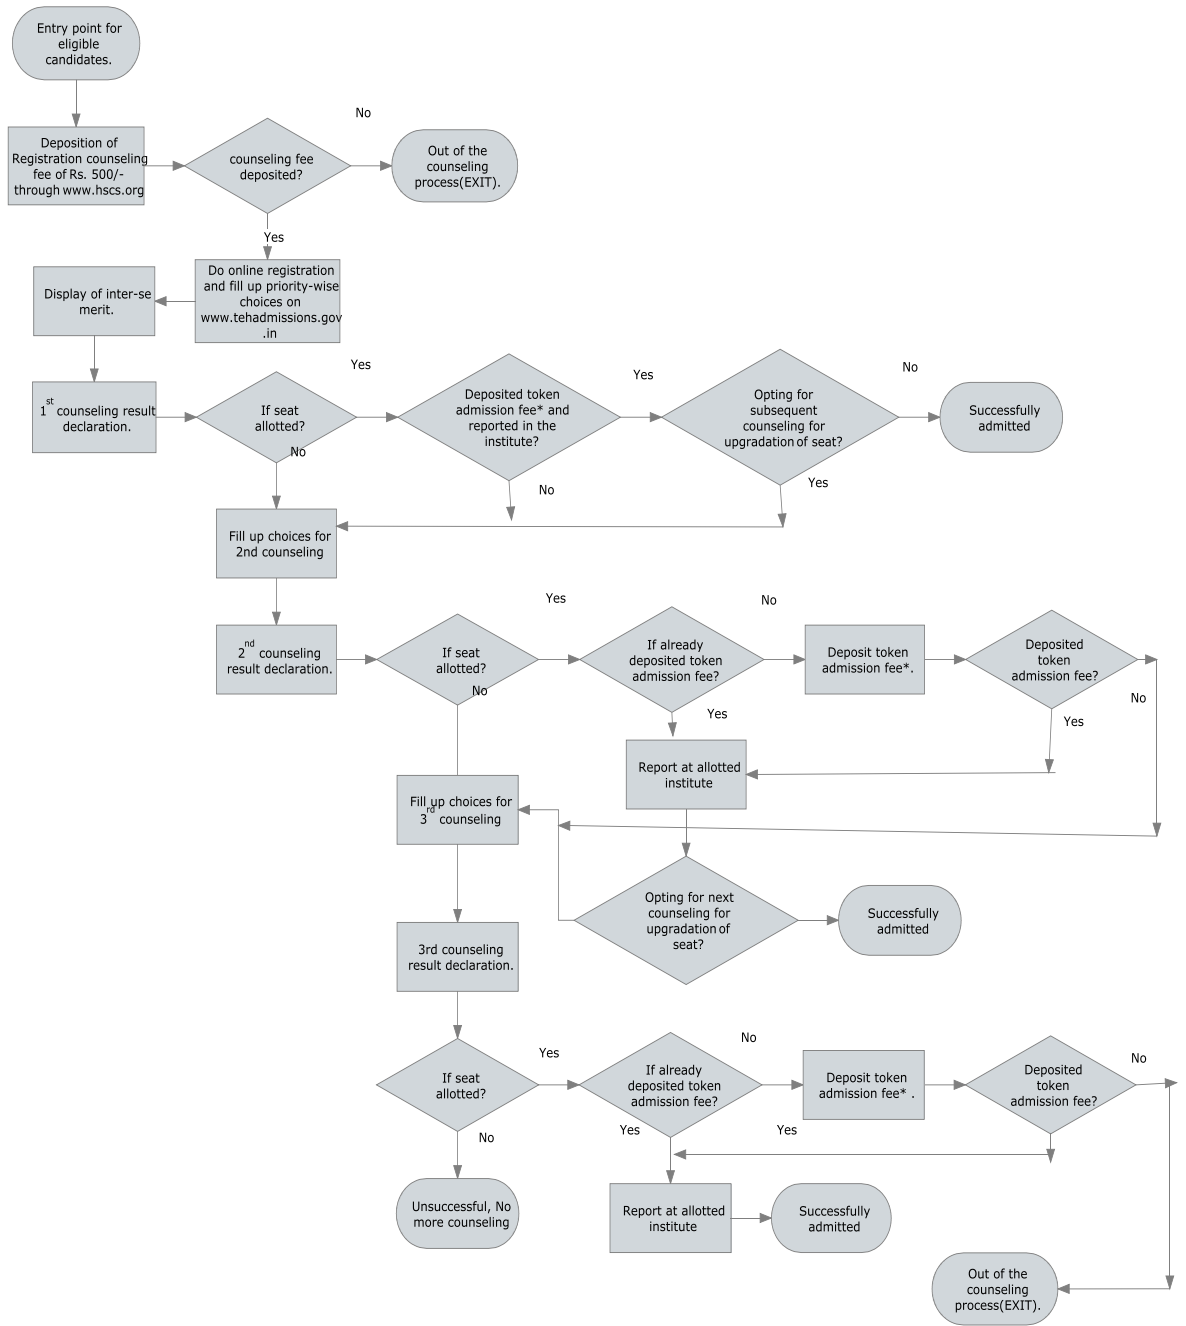 Entry point for
eligible
candidates.
No
Deposition of
Registration counseling
fee of Rs. 500/-
through www.hscs.org
counseling fee
deposited?
Out of the
counseling
process(EXIT).
Yes
Do online registration
and fill up priority-wise
choices on
www.tehadmissions.gov
.in
Display of inter-se
merit.
1st counseling result
declaration.
If seat
allotted?
Yes
Deposited token
admission fee* and
reported in the
institute?
Yes
Opting for
subsequent
counseling for
upgradation of seat?
No
Successfully
admitted
No
No
Yes
Fill up choices for
2nd counseling
2nd counseling
result declaration.
If seat
allotted?
Yes
If already
deposited token
admission fee?
No
Deposit token
admission fee*.
Deposited
token
admission fee?
No
No
Yes
Yes
Report at allotted
institute
Fill up choices for
3rd counseling
Opting for next
counseling for
upgradation of
seat?
Successfully
admitted
3rd counseling
result declaration.
If seat
allotted?
Yes
If already
deposited token
admission fee?
No
Deposit token
admission fee* .
Deposited
token
admission fee?
No
No
Yes
Yes
Unsuccessful, No
more counseling
Report at allotted
institute
Successfully
admitted
Out of the
counseling
process(EXIT).